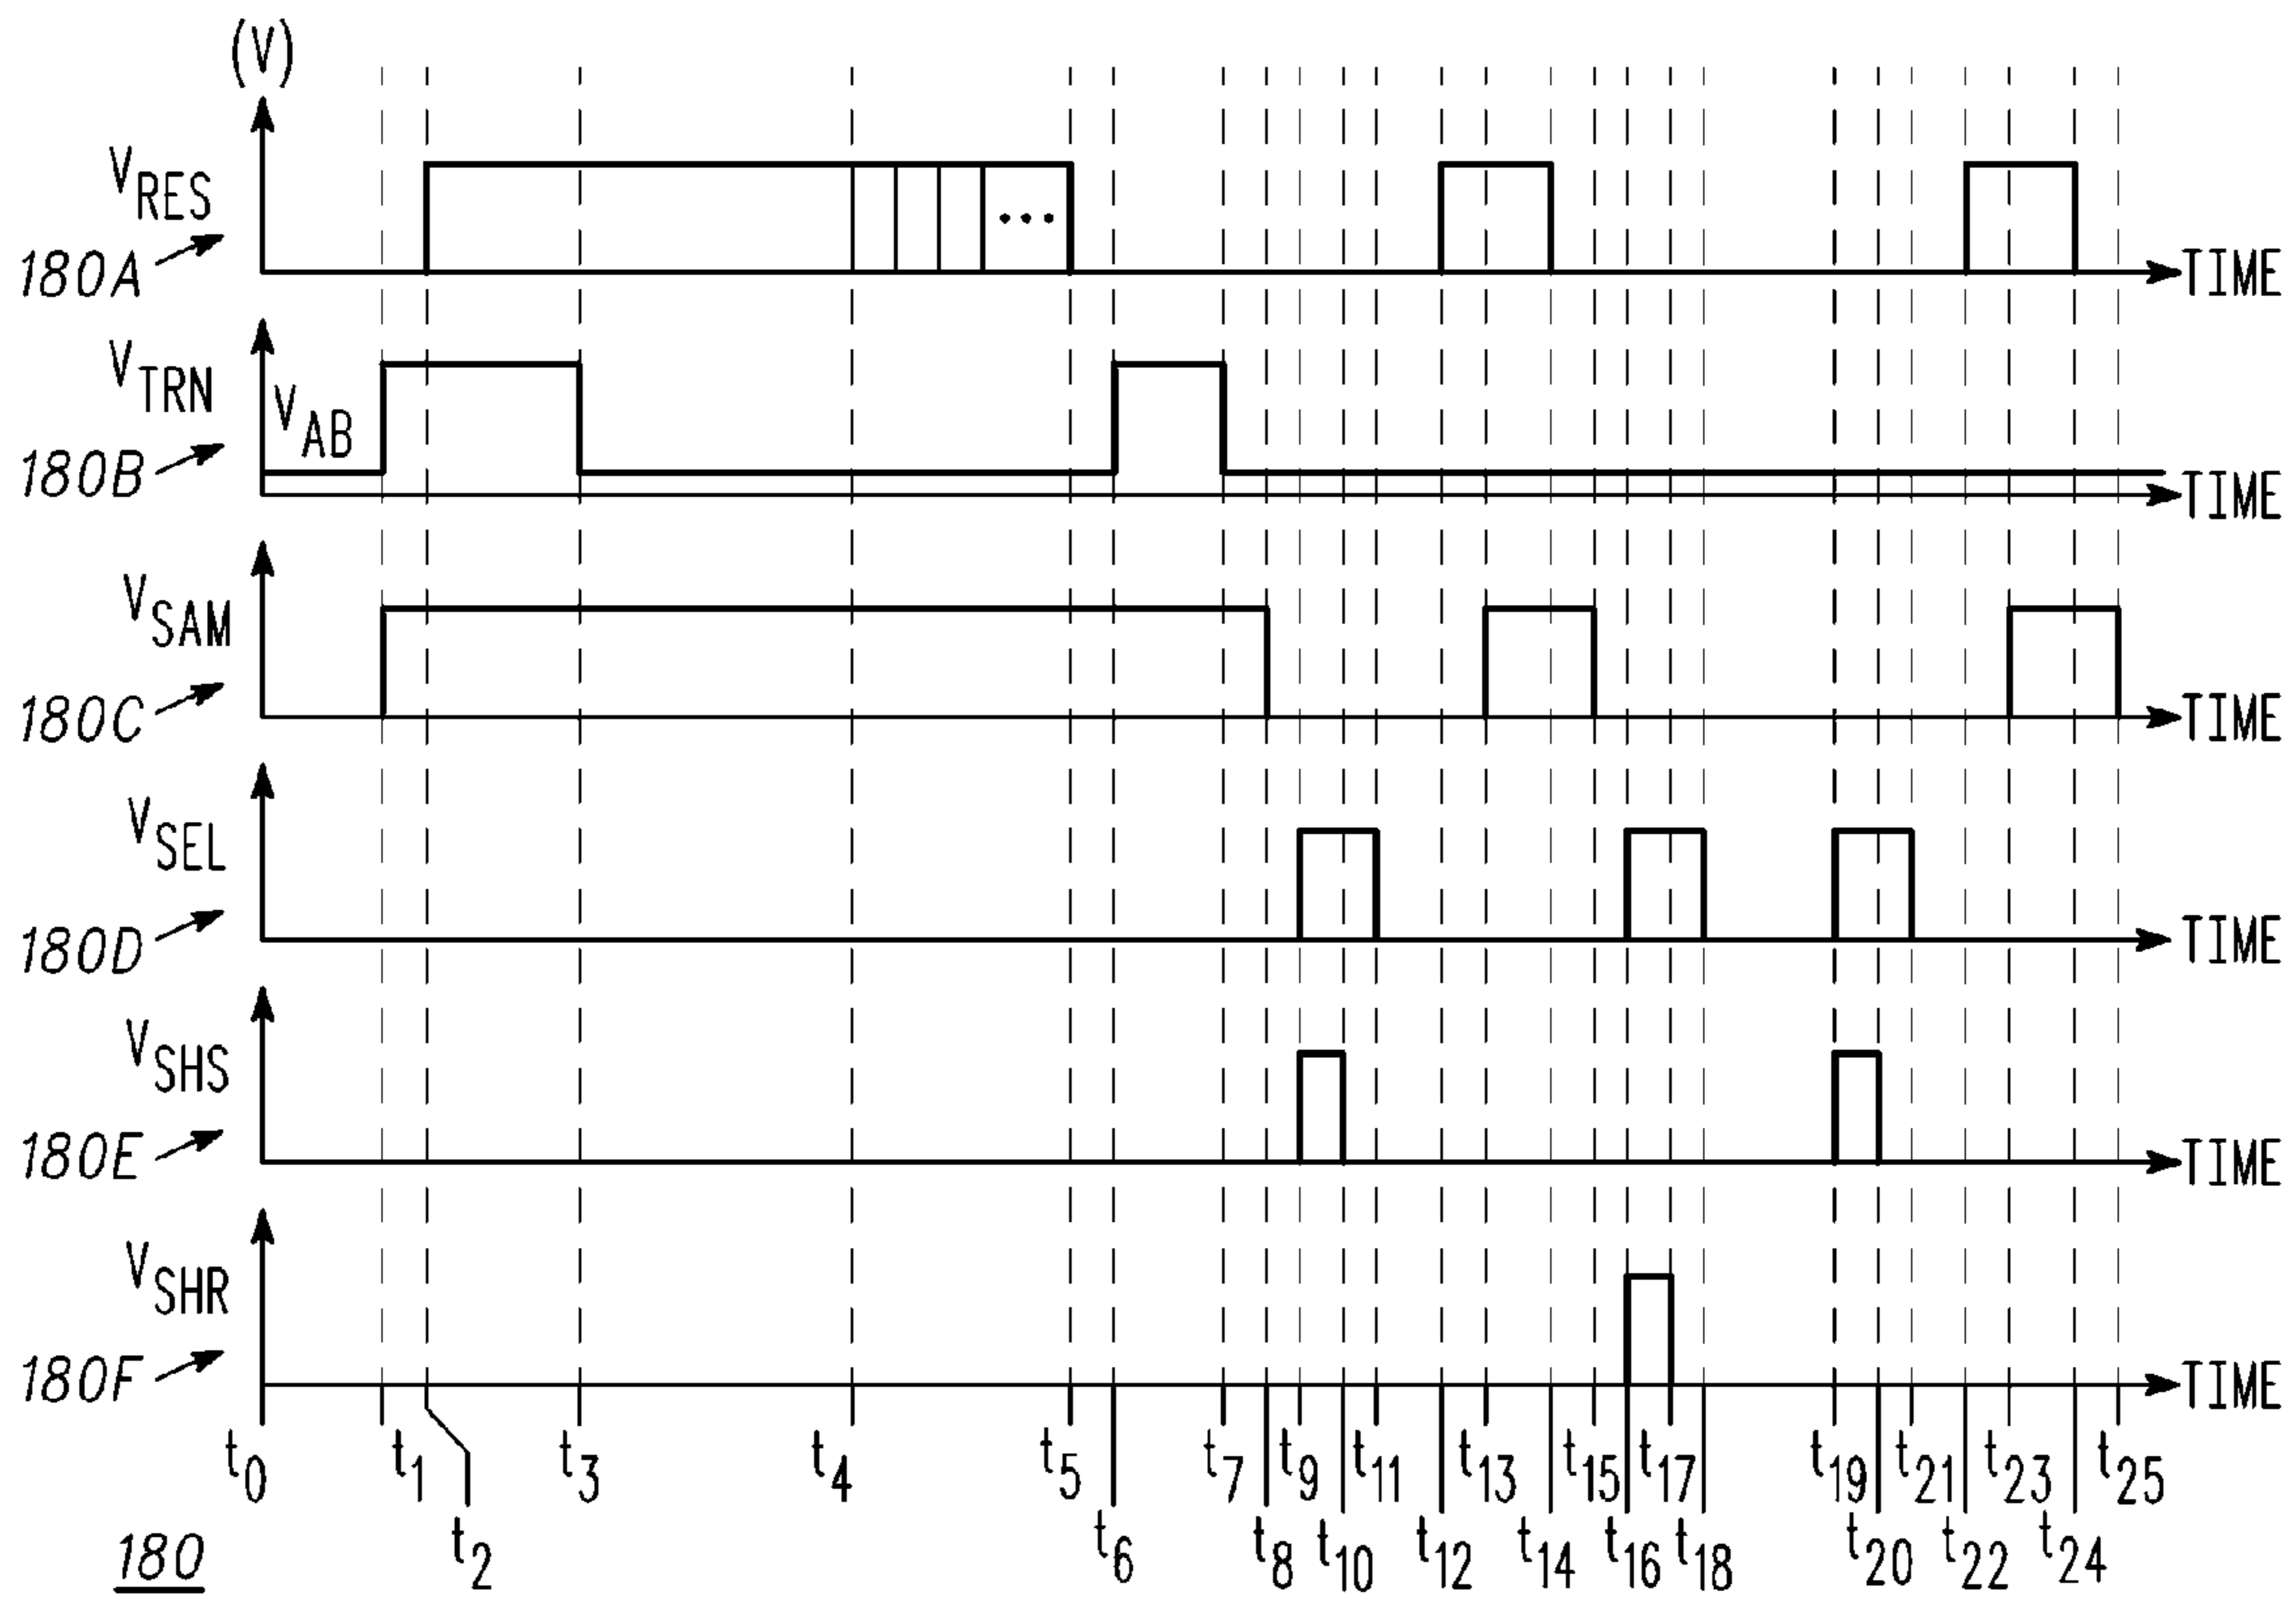 (V)
VRES
180A
TIME
VTRN
VAB
180B
TIME
VSAM
180C
TIME
VSEL
180D
TIME
VSHS
180E
TIME
VSHR
180F
TIME
t0 t1 t2 t3 t4 t5 t6 t7 t8 t9 t10 t11 t12 t13 t14 t15 t16 t17 t18 t19 t20 t21 t22 t23 t24 t25
180